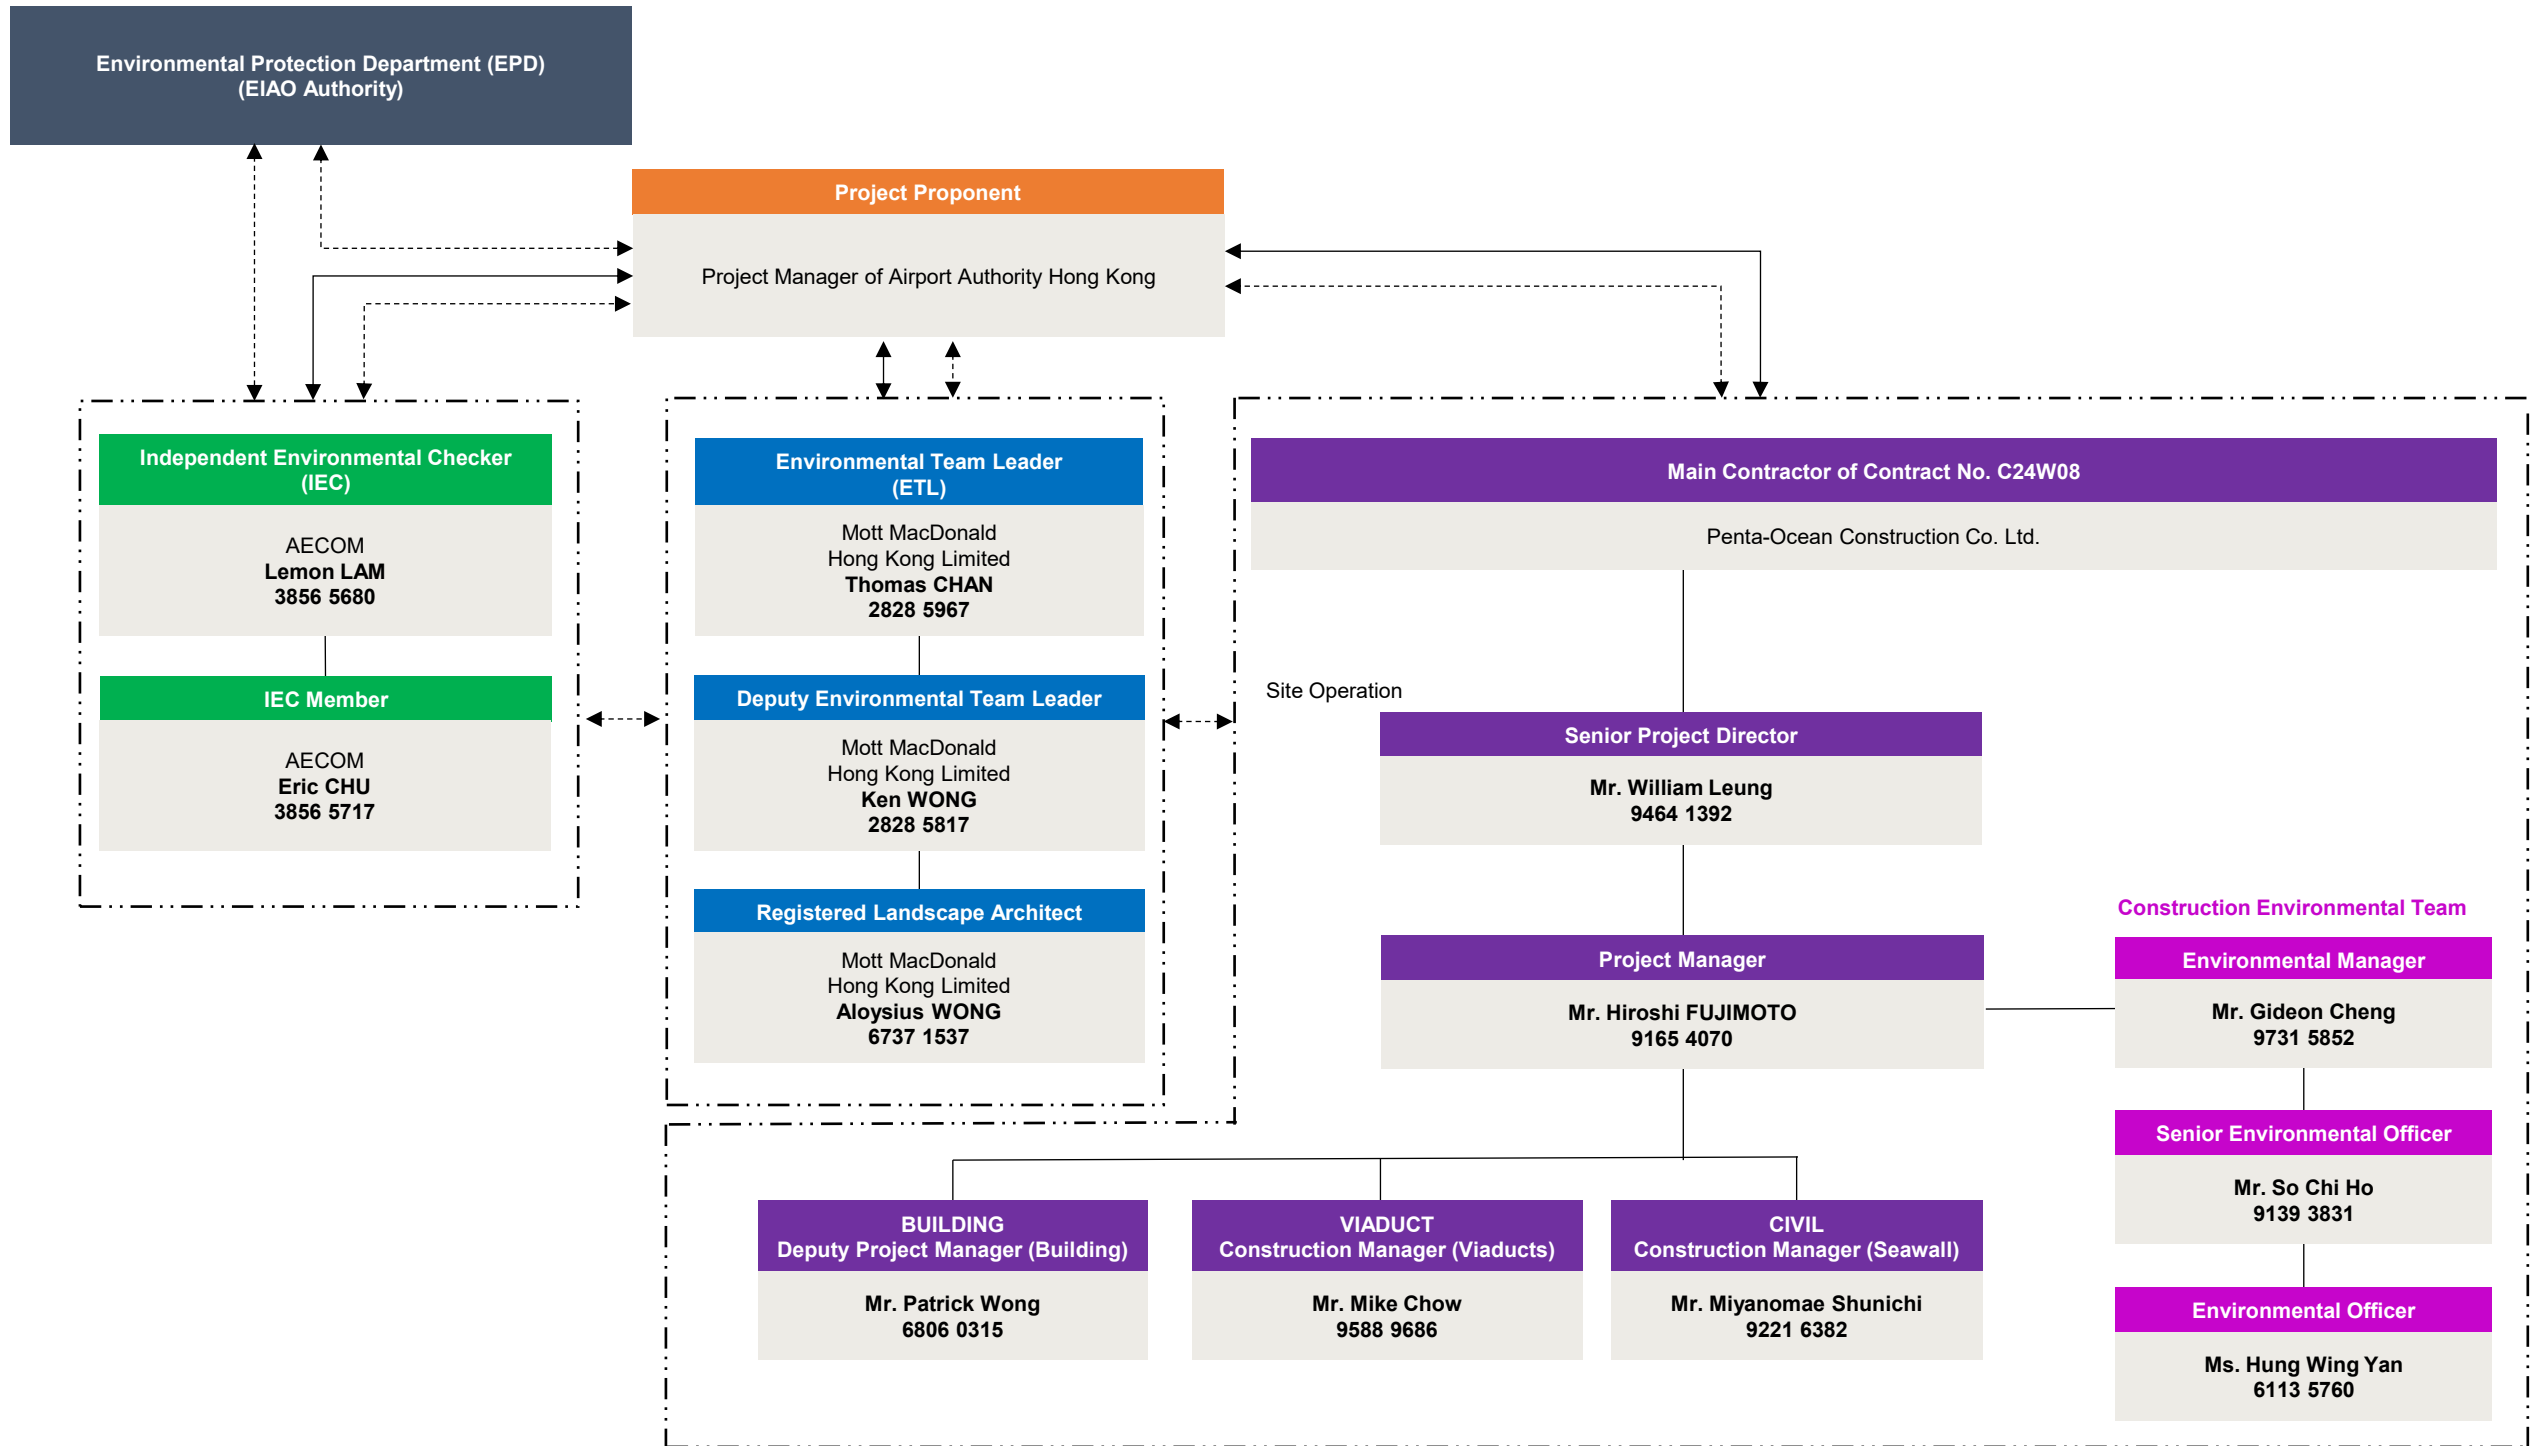 Environmental Protection Department (EPD)
(EIAO Authority)
Project Proponent
Project Manager of Airport Authority Hong Kong
Independent Environmental Checker
(IEC)
AECOM
Lemon LAM
3856 5680
IEC Member
AECOM
Eric CHU
3856 5717
Environmental Team Leader
(ETL)
Mott MacDonald
Hong Kong Limited
Thomas CHAN
2828 5967
Deputy Environmental Team Leader
Mott MacDonald
Hong Kong Limited
Ken WONG
2828 5817
Registered Landscape Architect
Mott MacDonald
Hong Kong Limited
Aloysius WONG
6737 1537
Main Contractor of Contract No. C24W08
Penta-Ocean Construction Co. Ltd.
Site Operation
Senior Project Director
Mr. William Leung
9464 1392
Project Manager
Mr. Hiroshi FUJIMOTO
9165 4070
Construction Environmental Team
Environmental Manager
Mr. Gideon Cheng
9731 5852
Senior Environmental Officer
Mr. So Chi Ho
9139 3831
Environmental Officer
Ms. Hung Wing Yan
6113 5760
BUILDING
Deputy Project Manager (Building)
Mr. Patrick Wong
6806 0315
VIADUCT
Construction Manager (Viaducts)
Mr. Mike Chow
9588 9686
CIVIL
Construction Manager (Seawall)
Mr. Miyanomae Shunichi
9221 6382